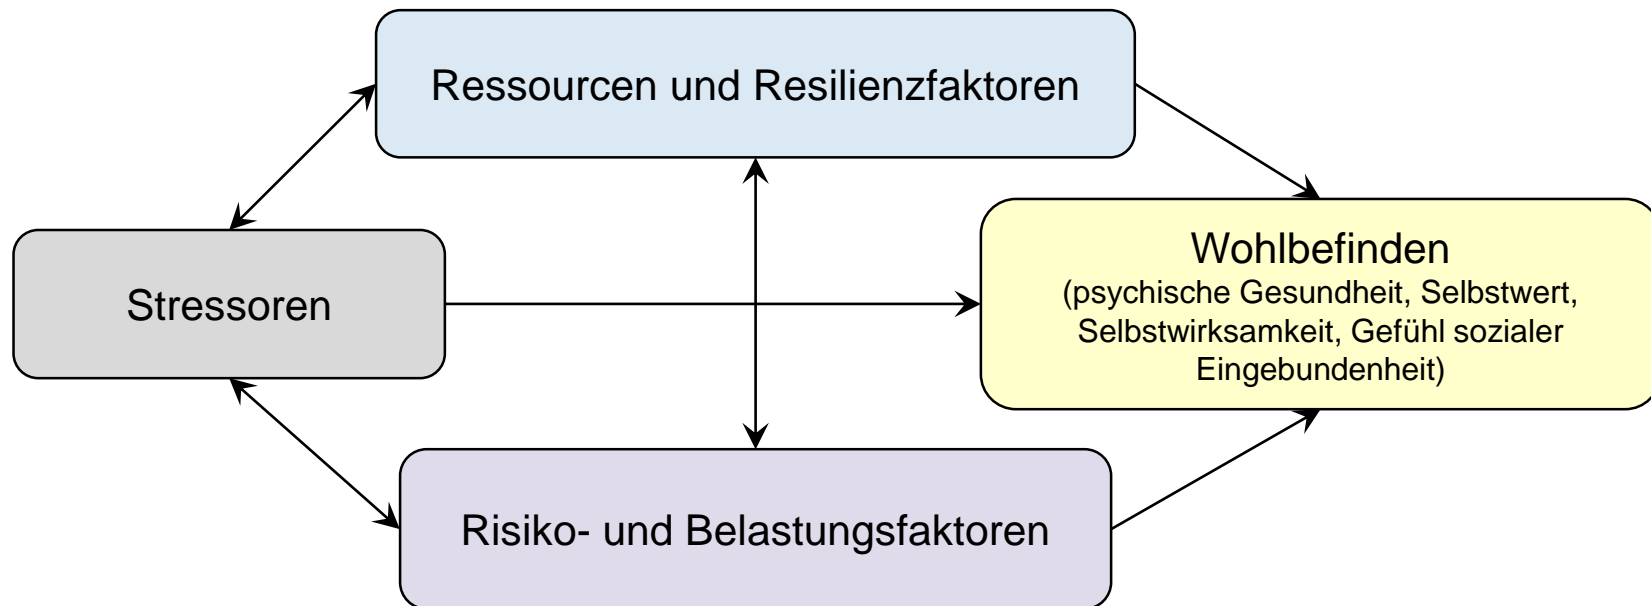 Ressourcen und Resilienzfaktoren
Stressoren
Wohlbefinden
(psychische Gesundheit, Selbstwert,
Selbstwirksamkeit, Gefühl sozialer
Eingebundenheit)
Risiko- und Belastungsfaktoren